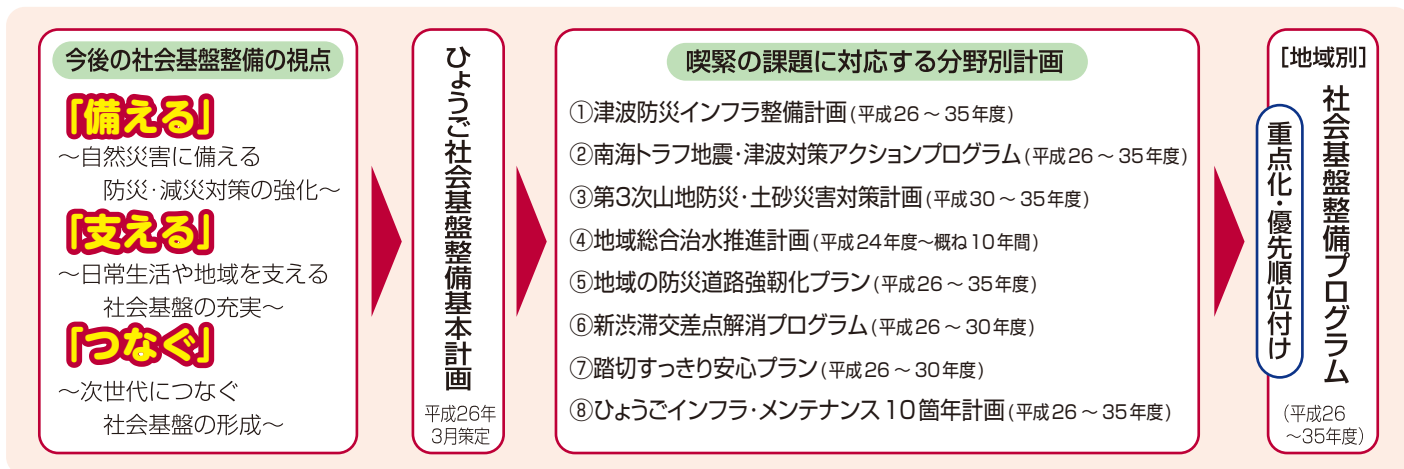 今後の社会基盤整備の視点
「備える」
～自然災害に備える
防災・減災対策の強化～
「支える」
～日常生活や地域を支える
社会基盤の充実～
「つなぐ」
～次世代につなぐ
社会基盤の形成～
ひょうご社会基盤整備基本計画
平成26年
3月策定
喫緊の課題に対応する分野別計画
①津波防災インフラ整備計画(平成26～35年度)
②南海トラフ地震・津波対策アクションプログラム(平成26～35年度)
③第3次山地防災・土砂災害対策計画(平成30～35年度)
④地域総合治水推進計画(平成24年度～概ね10年間)
⑤地域の防災道路強靭化プラン(平成26～35年度)
⑥新渋滞交差点解消プログラム(平成26～30年度)
⑦踏切すっきり安心プラン(平成26～30年度)
⑧ひょうごインフラ・メンテナンス10箇年計画(平成26～35年度)
[地域別]
社会基盤整備プログラム
重点化・優先順位付け
(平成26
～35年度)